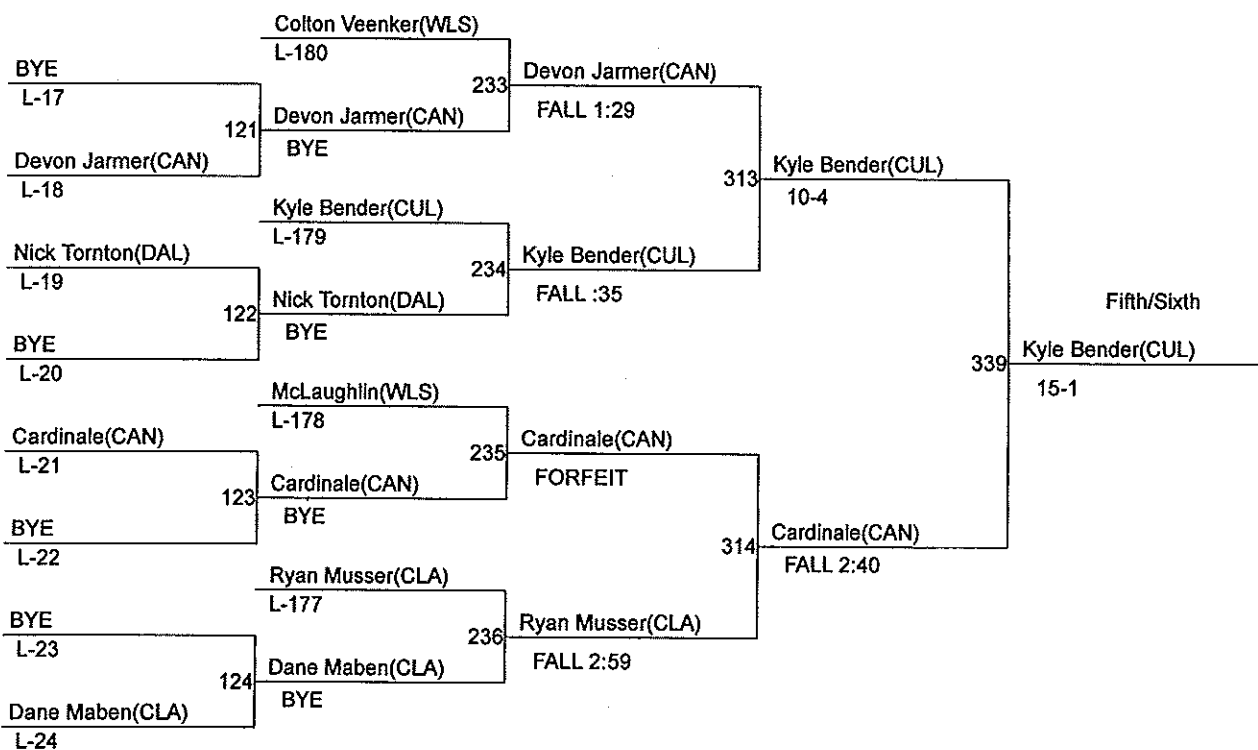 Colton Veenker(WLS)
L-180
BYE
L-17
233
Devon Jarmer(CAN)
FALL 1:29
121
Devon Jarmer(CAN)
BYE
Devon Jarmer(CAN)
L-18
313
Kyle Bender(CUL)
10-4
Kyle Bender(CUL)
L-179
Nick Tornton(DAL)
L-19
234
Kyle Bender(CUL)
FALL :35
122
Nick Tornton(DAL)
BYE
Fifth/Sixth
BYE
L-20
339
Kyle Bender(CUL)
15-1
McLaughlin(WLS)
L-178
Cardinale(CAN)
L-21
235
Cardinale(CAN)
FORFEIT
123
Cardinale(CAN)
BYE
BYE
L-22
314
Cardinale(CAN)
FALL 2:40
Ryan Musser(CLA)
L-177
BYE
L-23
236
Ryan Musser(CLA)
FALL 2:59
124
Dane Maben(CLA)
BYE
Dane Maben(CLA)
L-24